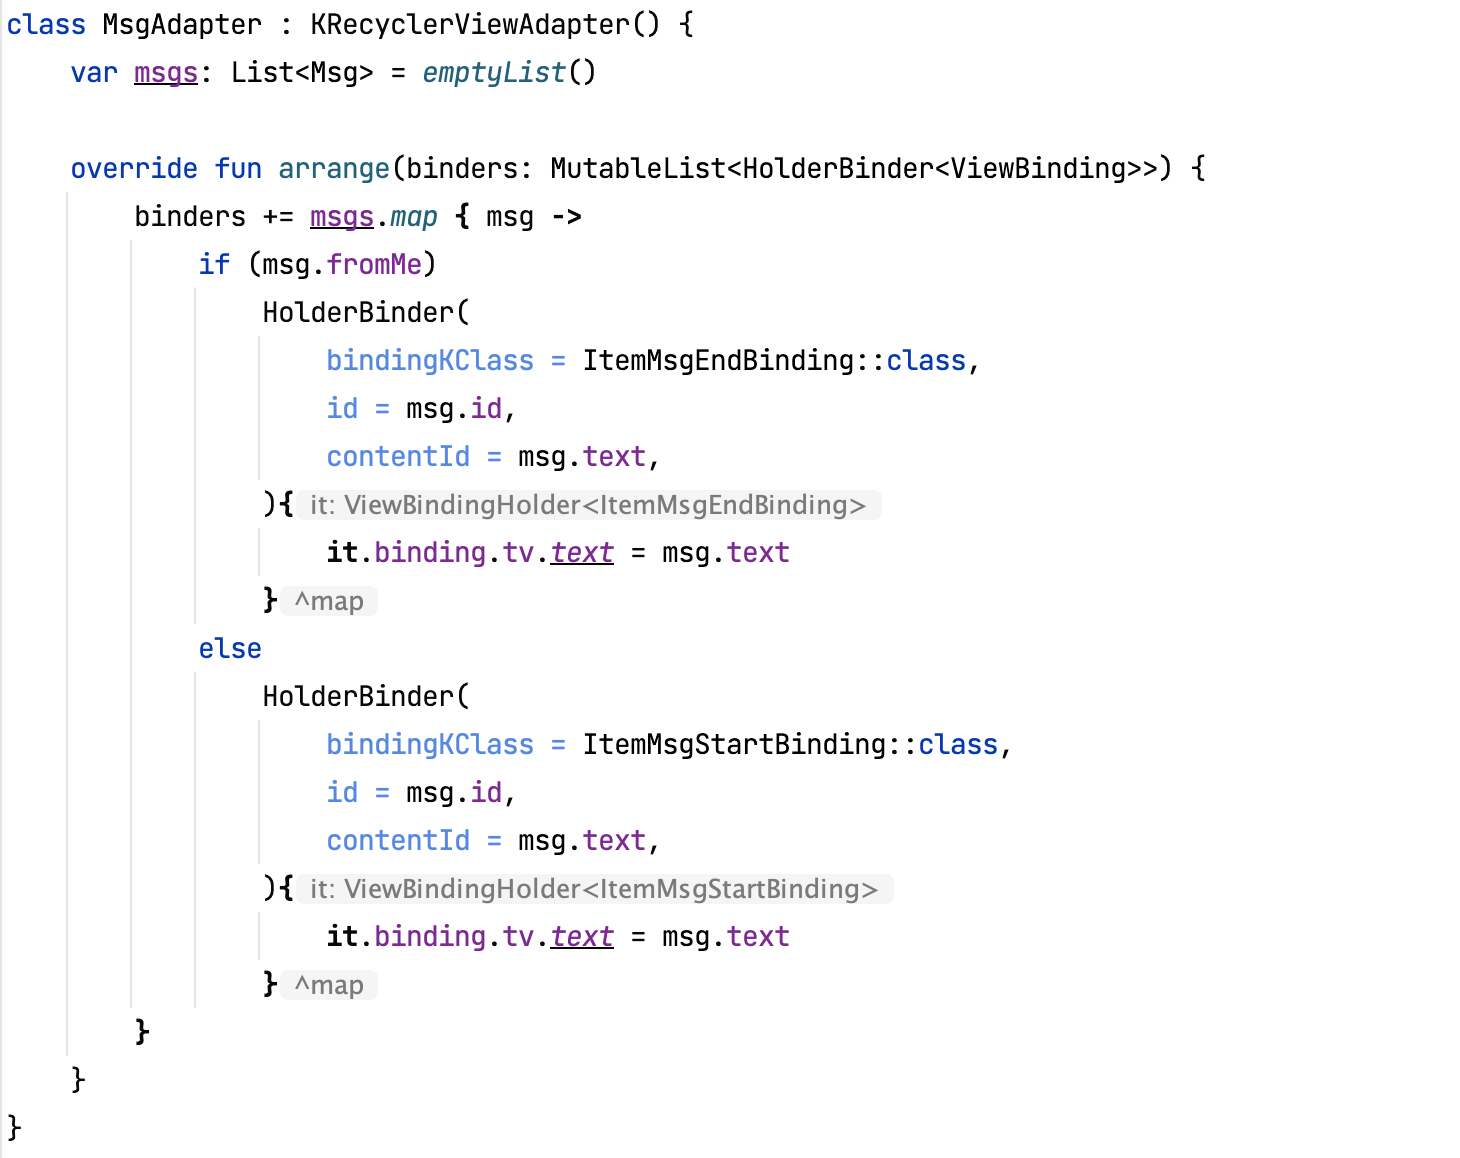 class MsgAdapter : KRecyclerViewAdapter() {
    var msgs: List<Msg> = emptyList()

    override fun arrange(binders: MutableList<HolderBinder<ViewBinding>>) {
        binders += msgs.map { msg ->
            if (msg.fromMe)
                HolderBinder(
                    bindingKClass = ItemMsgEndBinding::class,
                    id = msg.id,
                    contentId = msg.text,
                ){ it: ViewBindingHolder<ItemMsgEndBinding>
                    it.binding.tv.text = msg.text
                } ^map
            else
                HolderBinder(
                    bindingKClass = ItemMsgStartBinding::class,
                    id = msg.id,
                    contentId = msg.text,
                ){ it: ViewBindingHolder<ItemMsgStartBinding>
                    it.binding.tv.text = msg.text
                } ^map
        }
    }
}